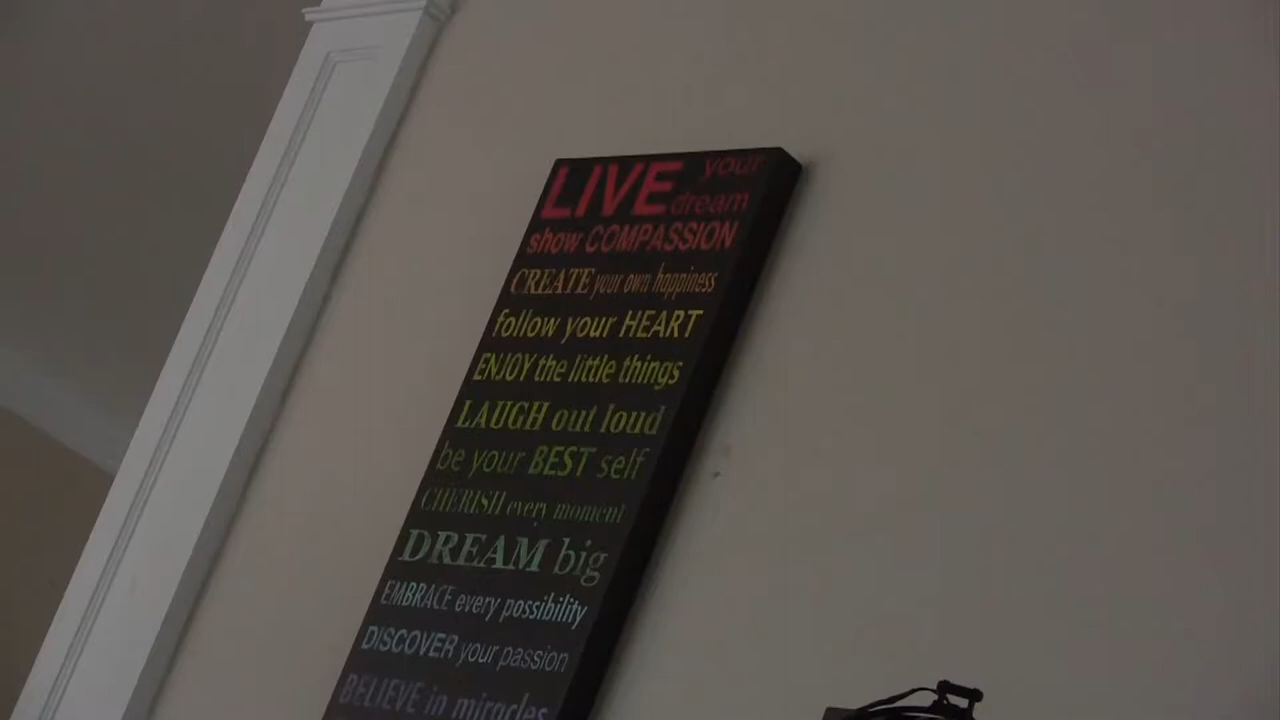 LIVE your dream
show COMPASSION
CREATE your own happiness
follow your HEART
ENJOY the little things
LAUGH out loud
be your BEST self
CHERISH every moment
DREAM big
EMBRACE every possibility
DISCOVER your passion
BELIEVE in miracles